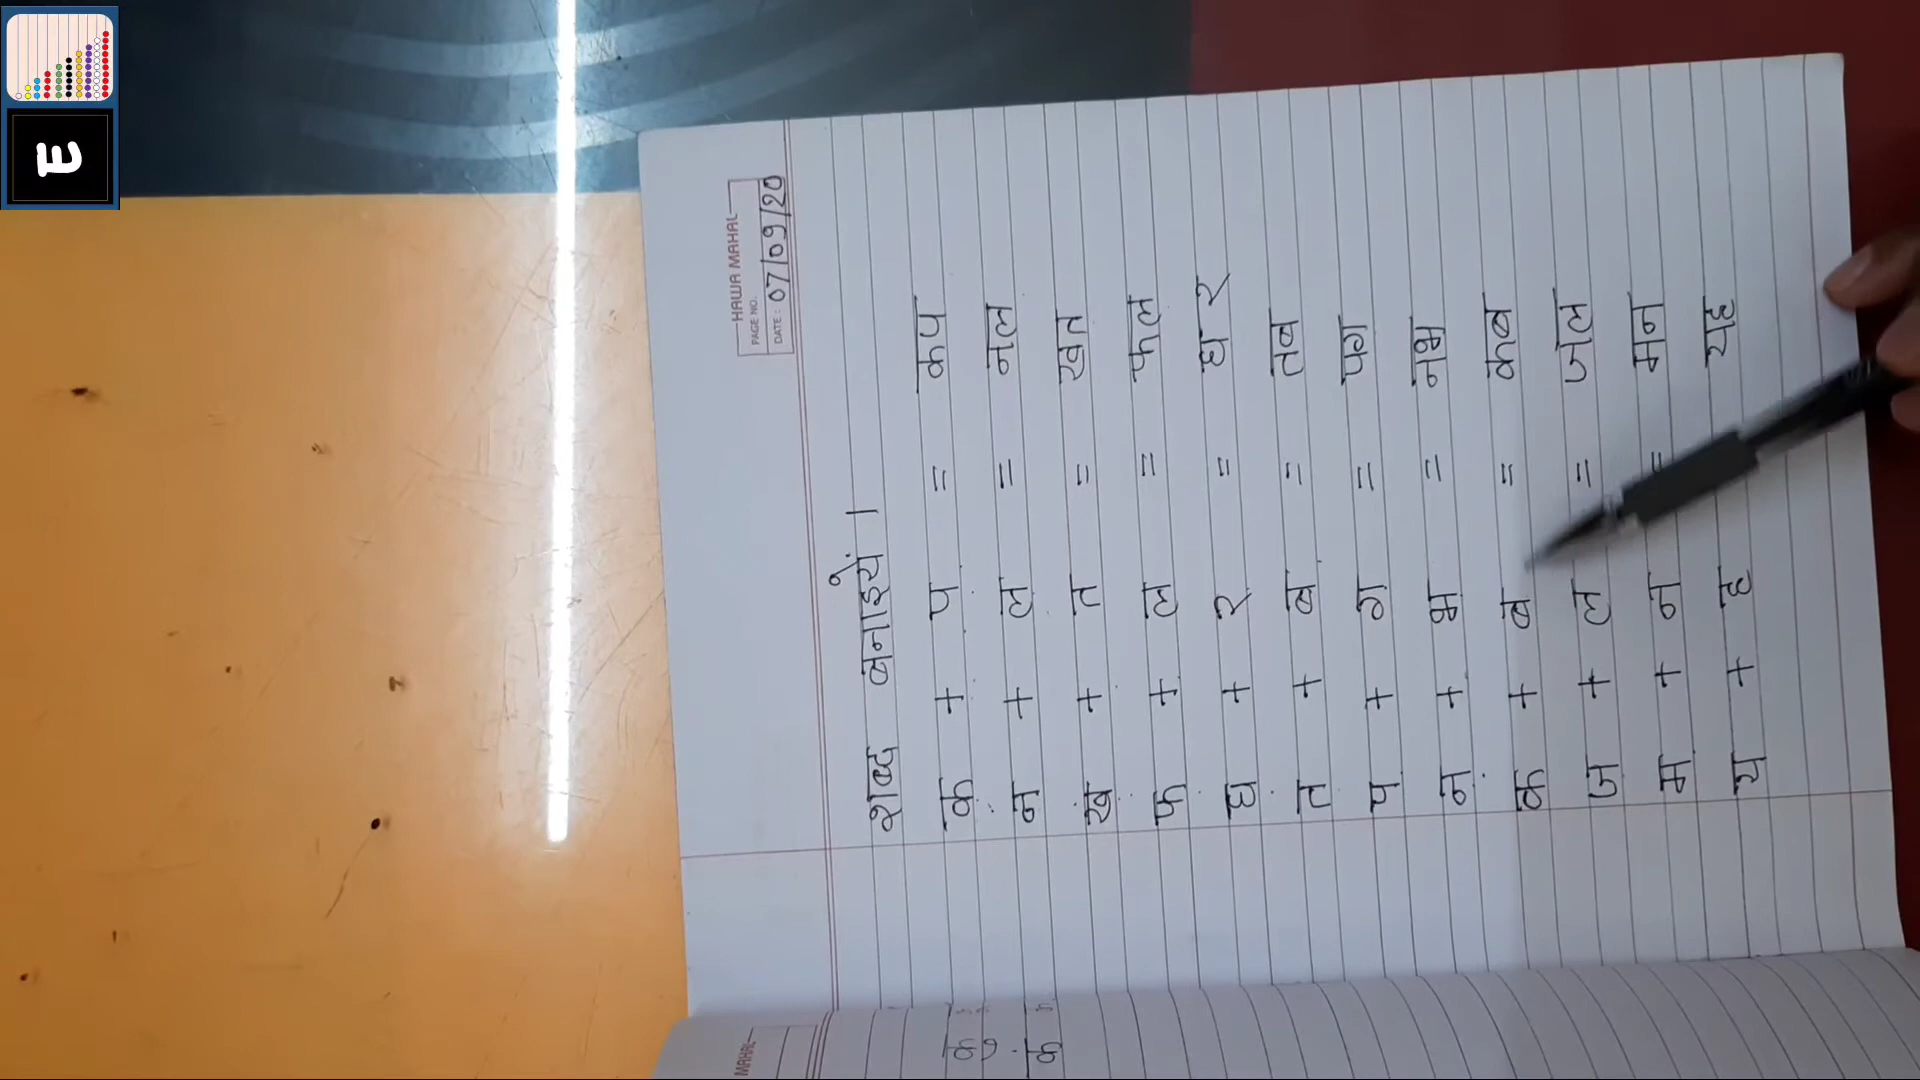 HAWA MAHAL
PAGE NO.
DATE: 07/09/20
शब्द बनाइयें ।
क + प = कप
न + ल = नल
ख + त = खत
फ + ल = फल
घ + र = घर
त + ब = तब
प + ग = पग
न + भ = नभ
क + ब = कब
ज + ल = जल
म + न = मन
य + ह = यह
MAHAL
क
क